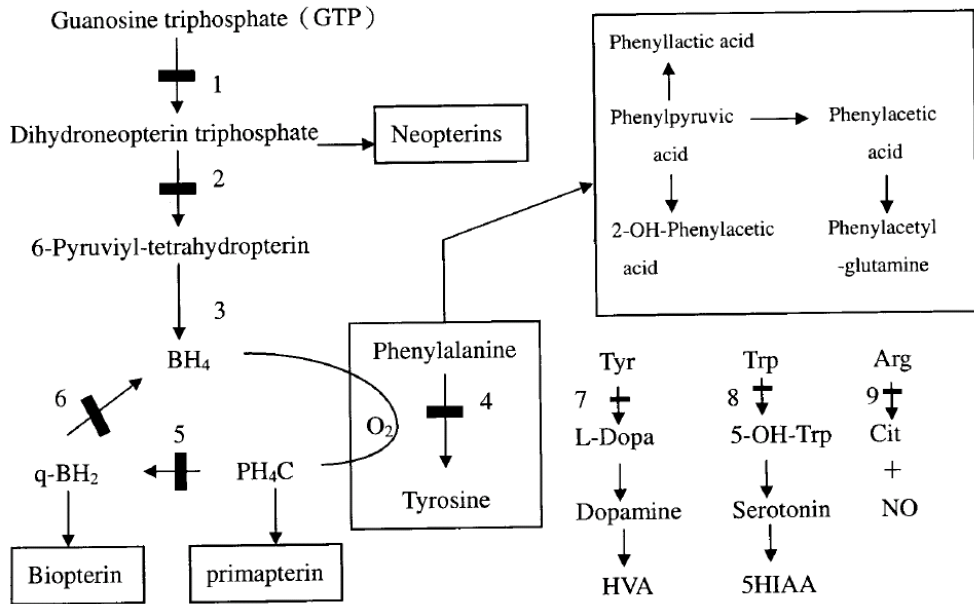 Guanosine triphosphate (GTP)
1
Dihydroneopterin triphosphate
Neopterins
2
6-Pyruviyl-tetrahydropterin
3
BH₄
6
5
q-BH₂
PH₄C
O₂
Biopterin
primapterin
Phenylalanine
4
Tyrosine
Phenyllactic acid
Phenylpyruvic
acid
Phenylacetic
acid
2-OH-Phenylacetic
acid
Phenylacetyl
-glutamine
Tyr
7
L-Dopa
Dopamine
HVA
Trp
8
5-OH-Trp
Serotonin
5HIAA
Arg
9
Cit
+
NO